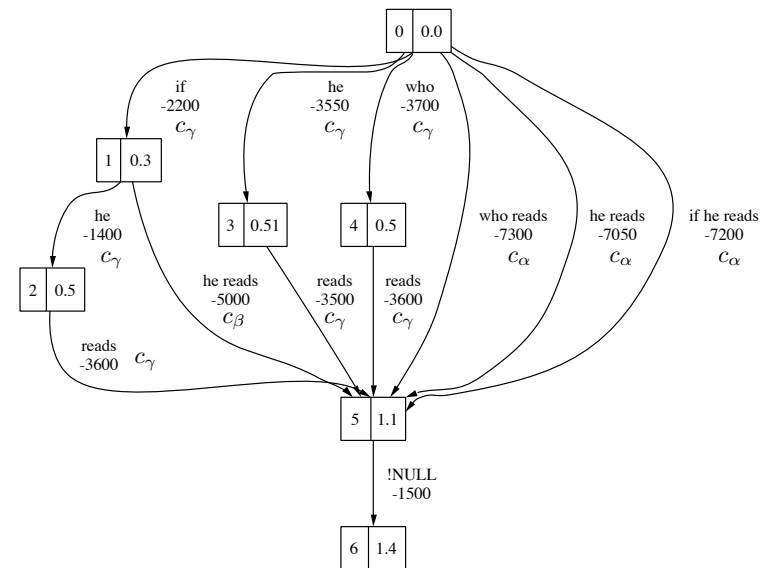 0 0.0
if
-2200
cγ
he
-3550
cγ
who
-3700
cγ
1 0.3
he
-1400
cγ
3 0.51
4 0.5
who reads
-7300
cα
he reads
-7050
cα
if he reads
-7200
cα
2 0.5
he reads
-5000
cβ
reads
-3500
cγ
reads
-3600
cγ
reads
-3600 cγ
5 1.1
!NULL
-1500
6 1.4